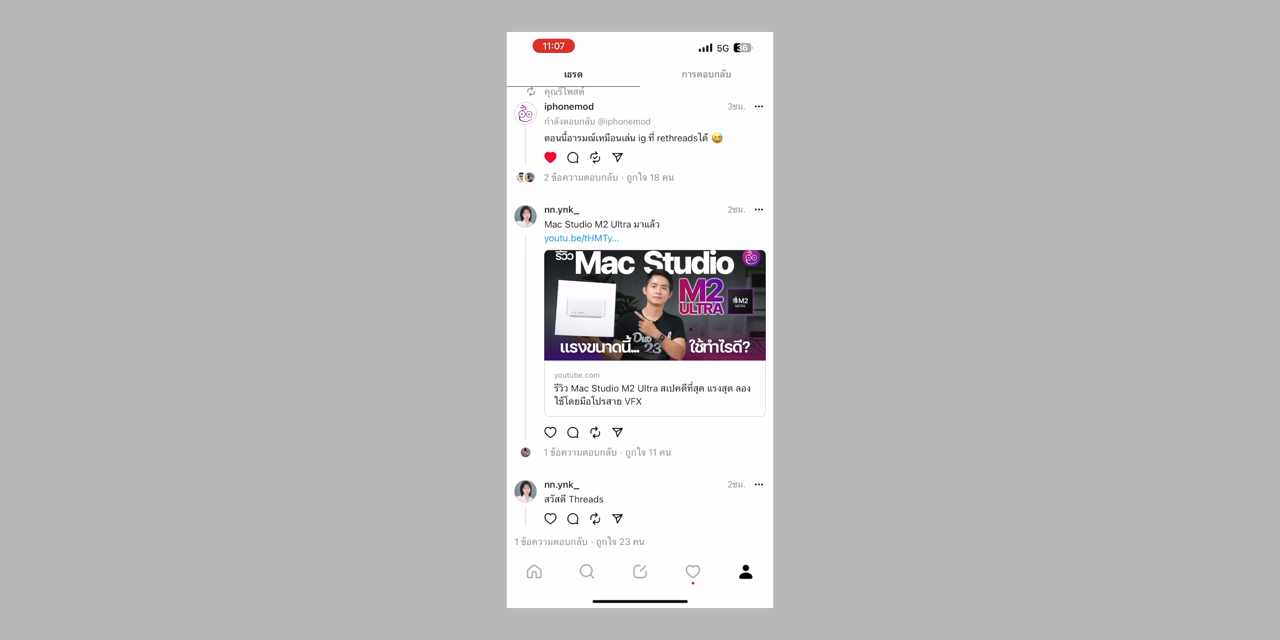 11:07
5G 36
เธรด
การตอบกลับ
คุณรีโพสต์
iphonemod
3ชม.
กำลังตอบกลับ @iphonemod
ตอนนี้อารมณ์เหมือนเล่น ig ที่ rethreadsได้ 😅
2 ข้อความตอบกลับ · ถูกใจ 18 คน
nn.ynk_
2ชม.
Mac Studio M2 Ultra มาแล้ว
youtu.be/tHMTy...
รีวิว Mac Studio
M2
ULTRA
M2
ULTRA
23
แรงขนาดนี้... ใช้ทำไรดี?
youtube.com
รีวิว Mac Studio M2 Ultra สเปคดีที่สุด แรงสุด ลอง
ใช้โดยมือโปรสาย VFX
1 ข้อความตอบกลับ · ถูกใจ 11 คน
nn.ynk_
2ชม.
สวัสดี Threads
1 ข้อความตอบกลับ · ถูกใจ 23 คน